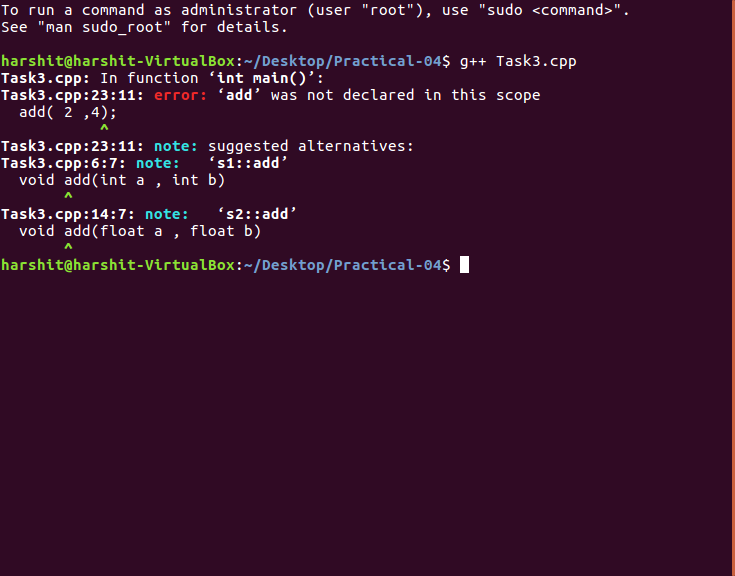 To run a command as administrator (user "root"), use "sudo <command>".
See "man sudo_root" for details.
harshit@harshit-VirtualBox:~/Desktop/Practical-04$ g++ Task3.cpp
Task3.cpp: In function ‘int main()’:
Task3.cpp:23:11: error: ‘add’ was not declared in this scope
  add( 2 ,4);
           ^
Task3.cpp:23:11: note: suggested alternatives:
Task3.cpp:6:7: note:   ‘s1::add’
  void add(int a , int b)
       ^
Task3.cpp:14:7: note:   ‘s2::add’
  void add(float a , float b)
       ^
harshit@harshit-VirtualBox:~/Desktop/Practical-04$